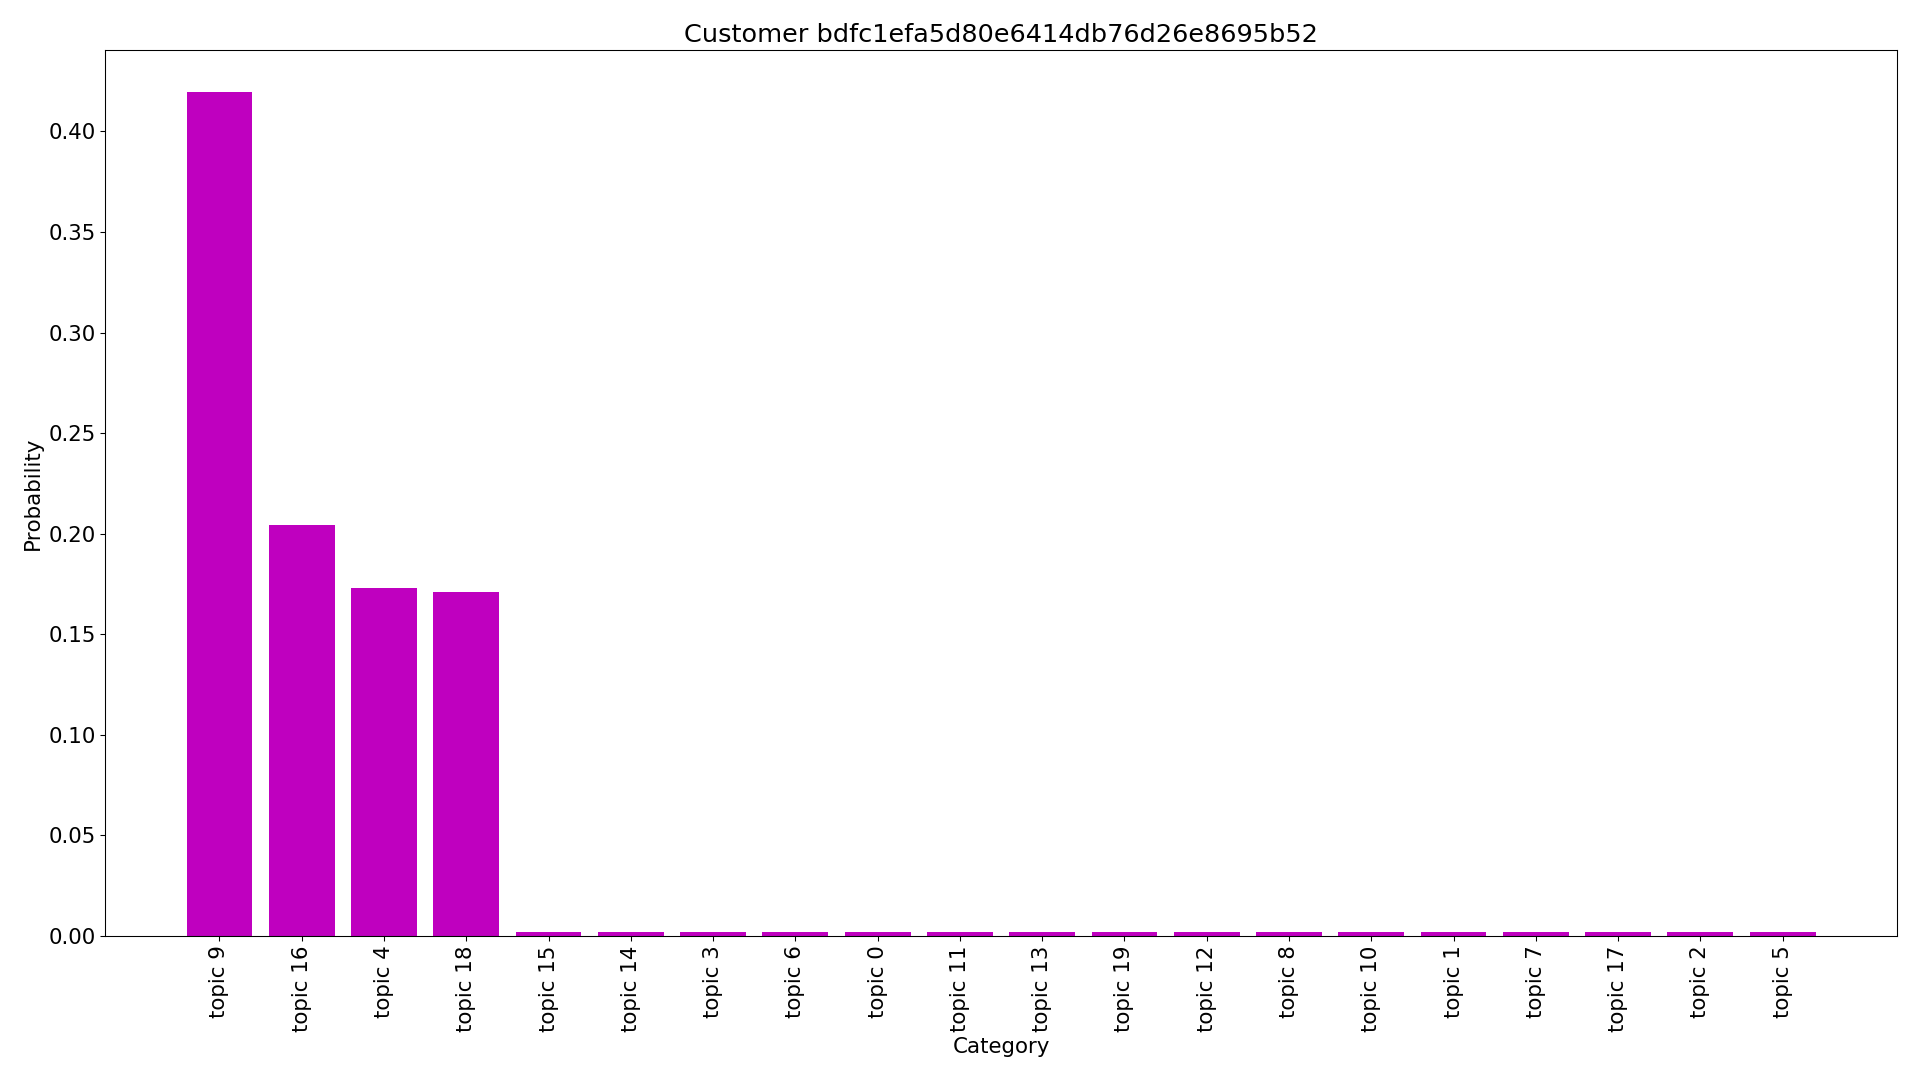 Customer bdfc1efa5d80e6414db76d26e8695b52
Probability
0.40
0.35
0.30
0.25
0.20
0.15
0.10
0.05
0.00
topic 9
topic 16
topic 4
topic 18
topic 15
topic 14
topic 3
topic 6
topic 0
topic 11
topic 13
topic 19
topic 12
topic 8
topic 10
topic 1
topic 7
topic 17
topic 2
topic 5
Category